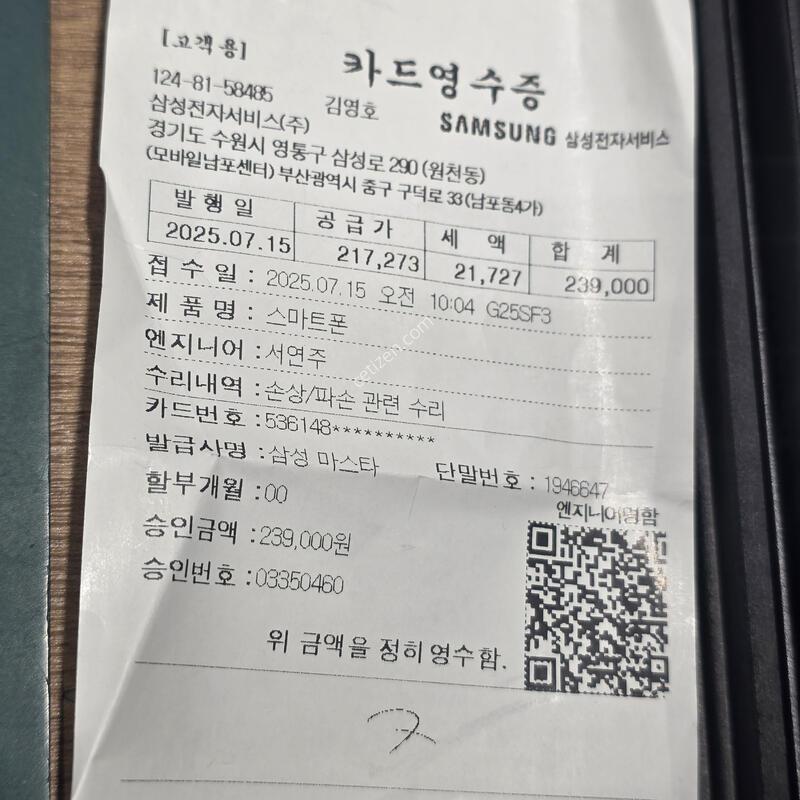 [고객용]
카드영수증
124-81-58485 김영호
SAMSUNG 삼성전자서비스
삼성전자서비스(주)
경기도 수원시 영통구 삼성로 290 (원천동)
(모바일남포센터) 부산광역시 중구 구덕로 33 (남포동4가)
발행일 공급가 세액 합계
2025.07.15 217,273 21,727 239,000
접수일 : 2025.07.15 오전 10:04 G25SF3
제품명 : 스마트폰
엔지니어 : 서연주
수리내역 : 손상/파손 관련 수리
카드번호 : 536148**********
발급사명 : 삼성 마스타 단말번호 : 1946647
할부개월 : 00
엔지니어명함
승인금액 : 239,000원
승인번호 : 03350460
위 금액을 정히 영수함.
cetizen.com